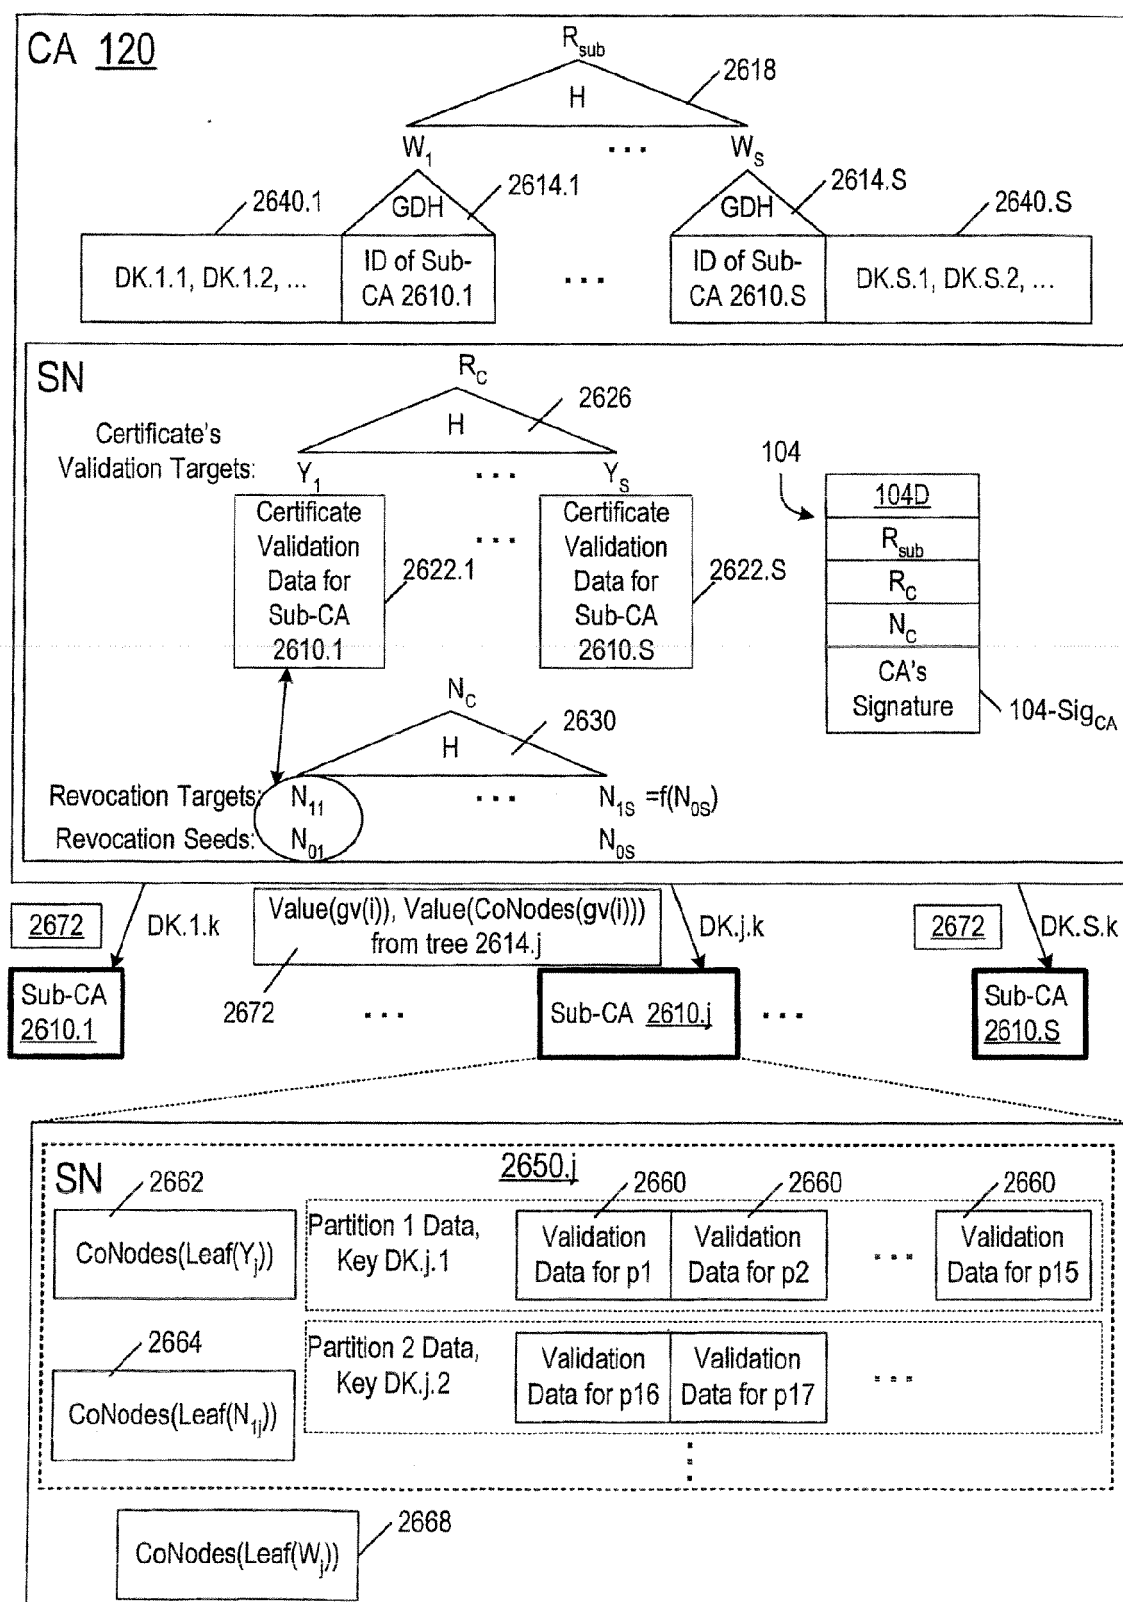 CA 120
R_sub
2618
H
W_1 ... W_S
2640.1
GDH
2614.1
GDH
2614.S
2640.S
DK.1.1, DK.1.2, ...
ID of Sub-
CA 2610.1
...
ID of Sub-
CA 2610.S
DK.S.1, DK.S.2, ...
SN
R_C
2626
H
Certificate's
Validation Targets:
Y_1 ... Y_S
Certificate
Validation
Data for
Sub-CA
2610.1
2622.1
...
Certificate
Validation
Data for
Sub-CA
2610.S
2622.S
104
104D
R_sub
R_C
N_C
CA's
Signature
104-Sig_CA
N_C
2630
H
Revocation Targets: N_11 ... N_1S =f(N_0S)
Revocation Seeds: N_01 N_0S
2672
DK.1.k
Value(gv(i)), Value(CoNodes(gv(i)))
from tree 2614.j
DK.j.k
2672
DK.S.k
Sub-CA
2610.1
2672
...
Sub-CA 2610.j
...
Sub-CA
2610.S
SN
2650.j
2662
CoNodes(Leaf(Y_j))
Partition 1 Data,
Key DK.j.1
2660
Validation
Data for p1
2660
Validation
Data for p2
...
2660
Validation
Data for p15
2664
CoNodes(Leaf(N_1j))
Partition 2 Data,
Key DK.j.2
Validation
Data for p16
Validation
Data for p17
...
2668
CoNodes(Leaf(W_j))